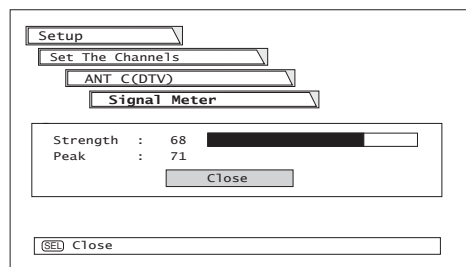 Setup
Set The Channels
ANT C(DTV)
Signal Meter
Strength : 68
Peak : 71
Close
SEL Close